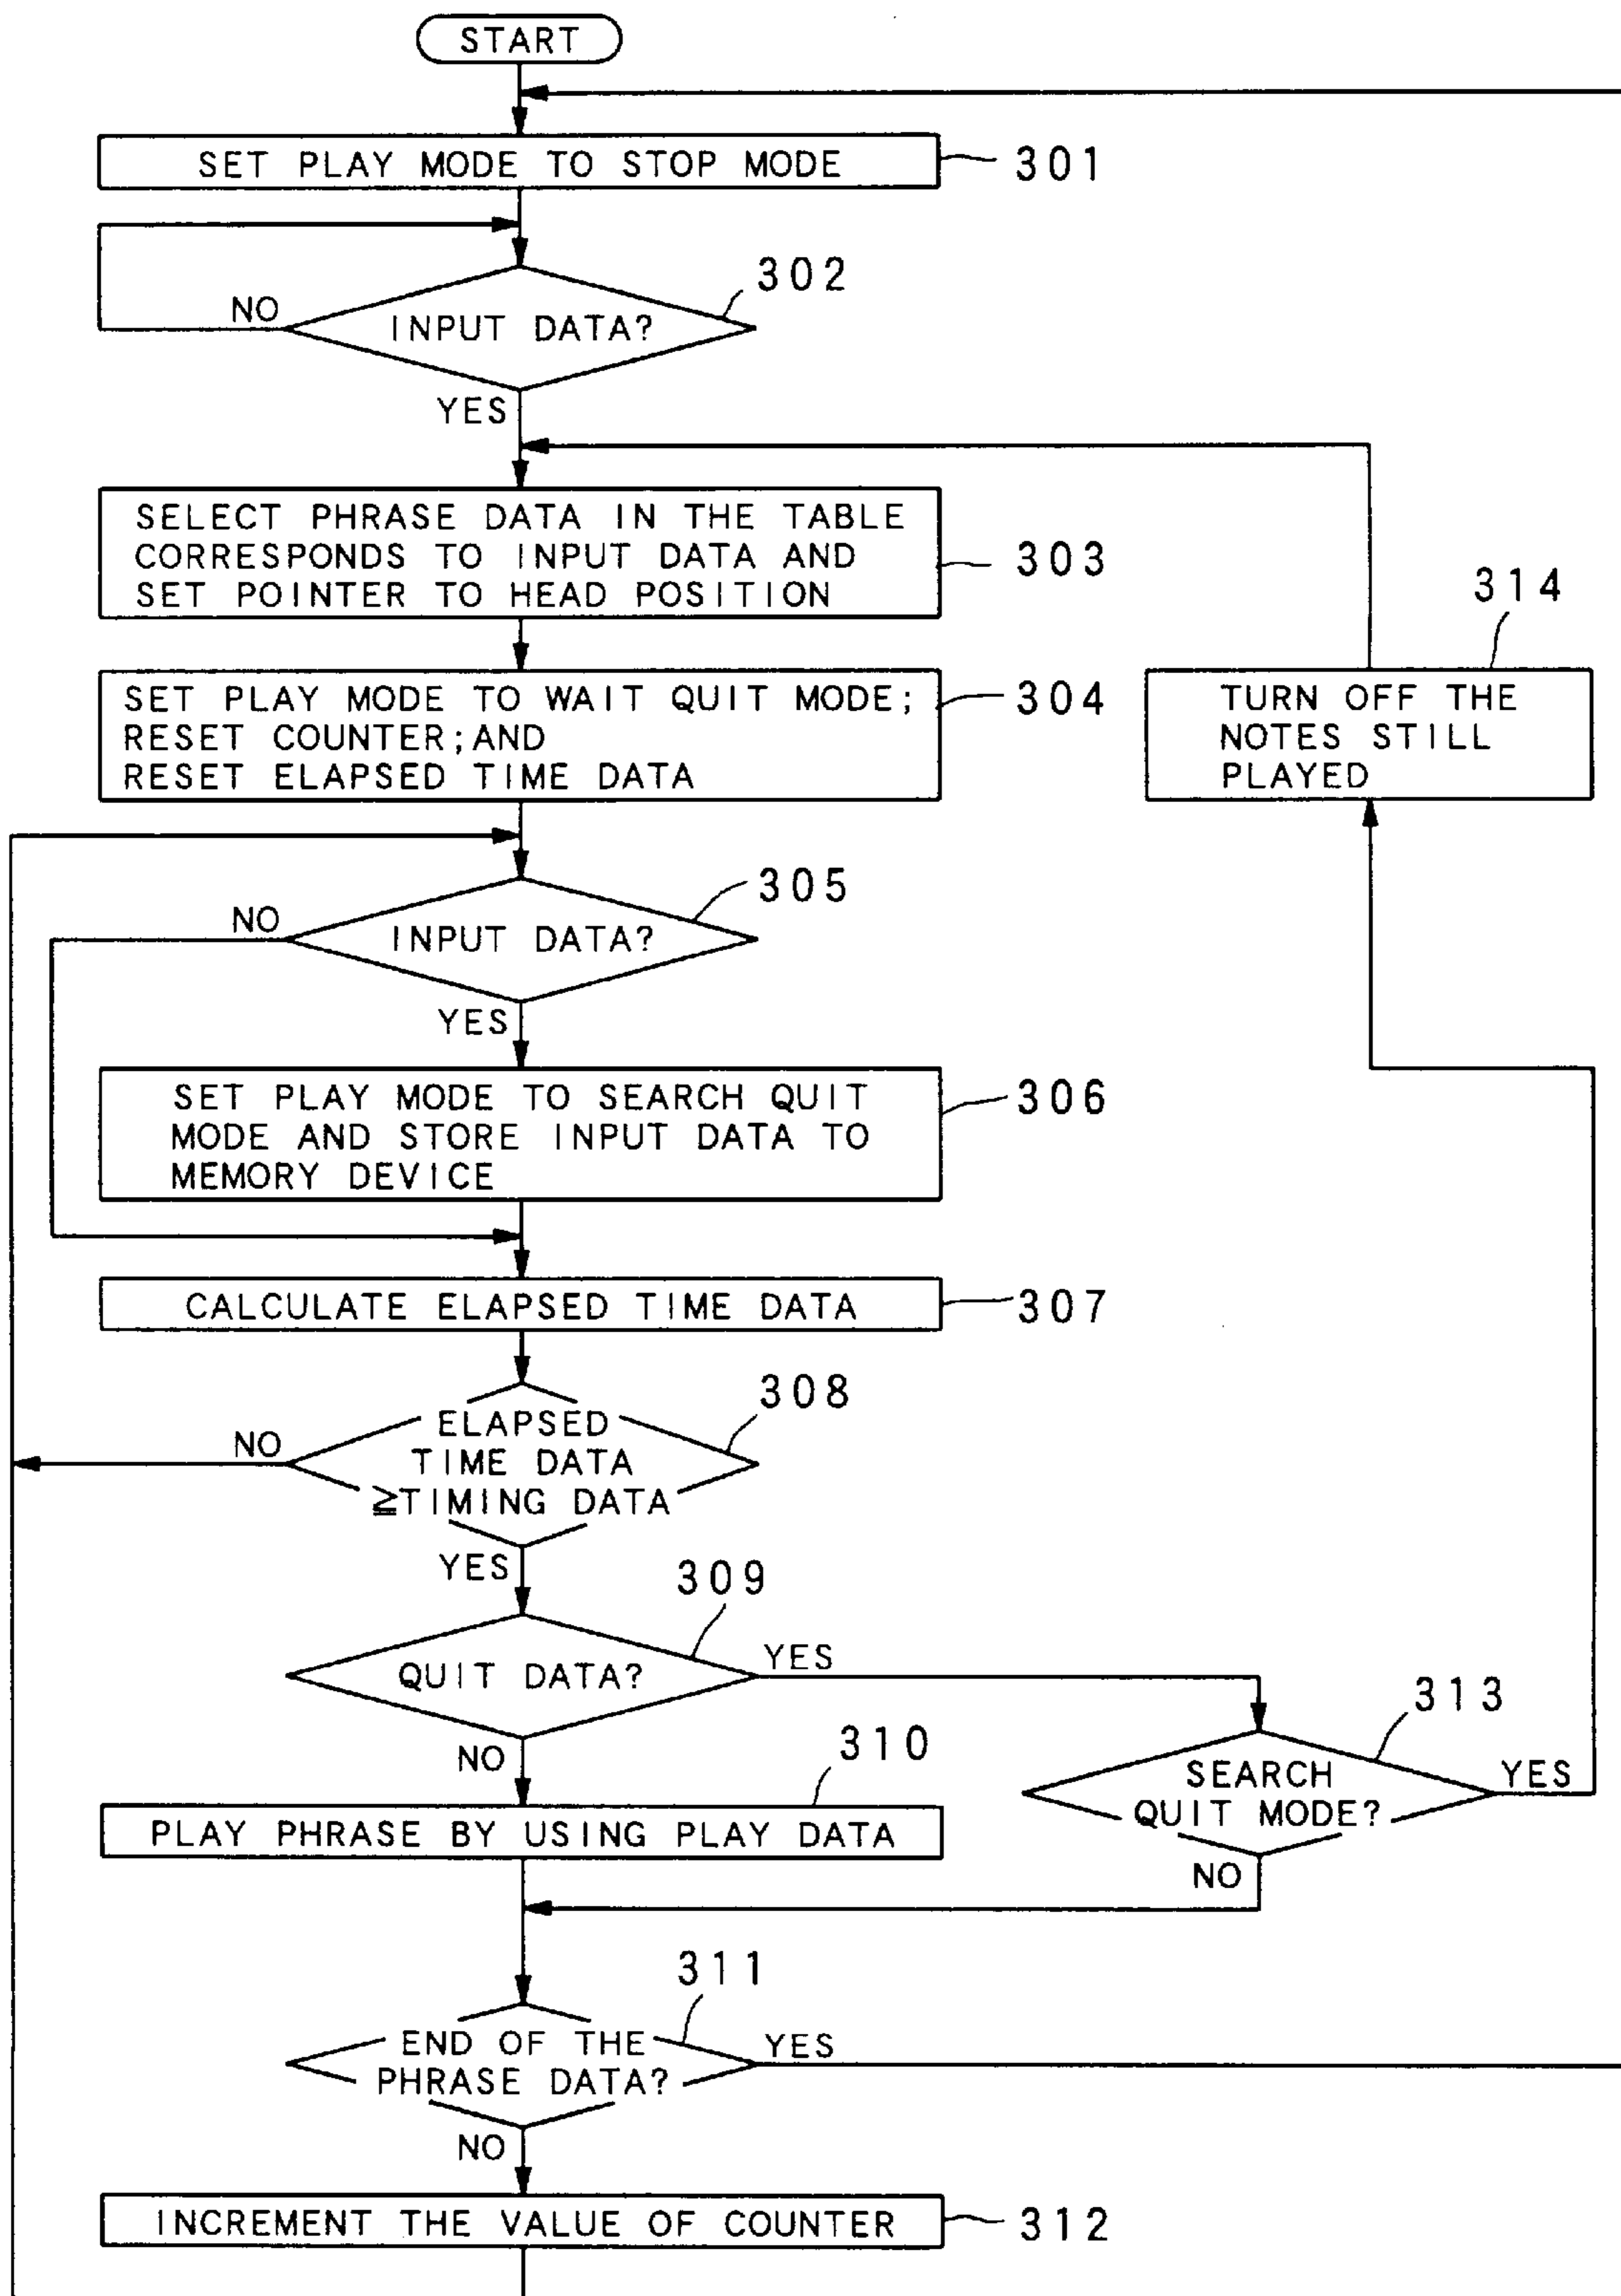 START
SET PLAY MODE TO STOP MODE
301
302
NO
INPUT DATA?
YES
SELECT PHRASE DATA IN THE TABLE
CORRESPONDS TO INPUT DATA AND
SET POINTER TO HEAD POSITION
303
314
SET PLAY MODE TO WAIT QUIT MODE;
RESET COUNTER;AND
RESET ELAPSED TIME DATA
304
TURN OFF THE
NOTES STILL
PLAYED
305
NO
INPUT DATA?
YES
SET PLAY MODE TO SEARCH QUIT
MODE AND STORE INPUT DATA TO
MEMORY DEVICE
306
CALCULATE ELAPSED TIME DATA
307
308
NO
ELAPSED
TIME DATA
≧TIMING DATA
YES
309
QUIT DATA?
YES
NO
313
310
SEARCH
QUIT MODE?
YES
NO
PLAY PHRASE BY USING PLAY DATA
311
END OF THE
PHRASE DATA?
YES
NO
INCREMENT THE VALUE OF COUNTER
312